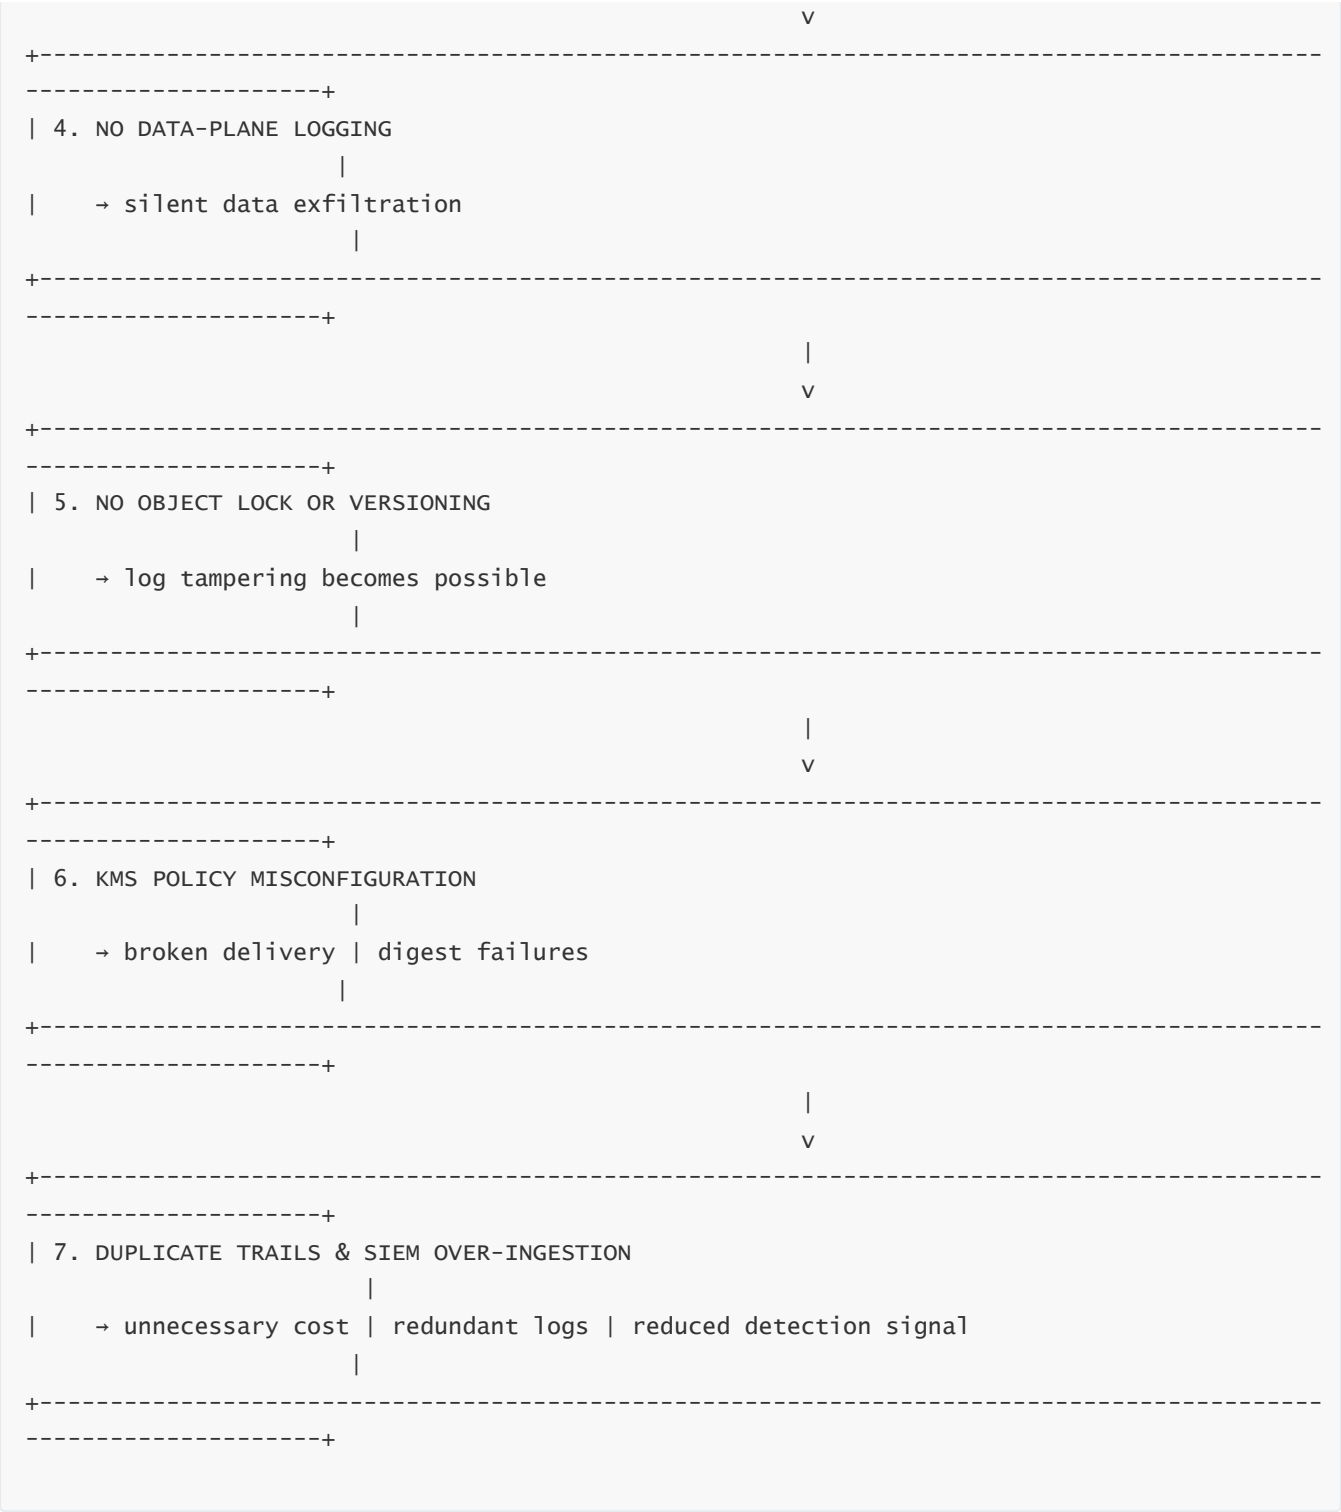 v
+-------------------------------------------------------------------------------------------
---------------------+
| 4. NO DATA-PLANE LOGGING
|
| → silent data exfiltration
|
+-------------------------------------------------------------------------------------------
---------------------+
|
v
+-------------------------------------------------------------------------------------------
---------------------+
| 5. NO OBJECT LOCK OR VERSIONING
|
| → log tampering becomes possible
|
+-------------------------------------------------------------------------------------------
---------------------+
|
v
+-------------------------------------------------------------------------------------------
---------------------+
| 6. KMS POLICY MISCONFIGURATION
|
| → broken delivery | digest failures
|
+-------------------------------------------------------------------------------------------
---------------------+
|
v
+-------------------------------------------------------------------------------------------
---------------------+
| 7. DUPLICATE TRAILS & SIEM OVER-INGESTION
|
| → unnecessary cost | redundant logs | reduced detection signal
|
+-------------------------------------------------------------------------------------------
---------------------+